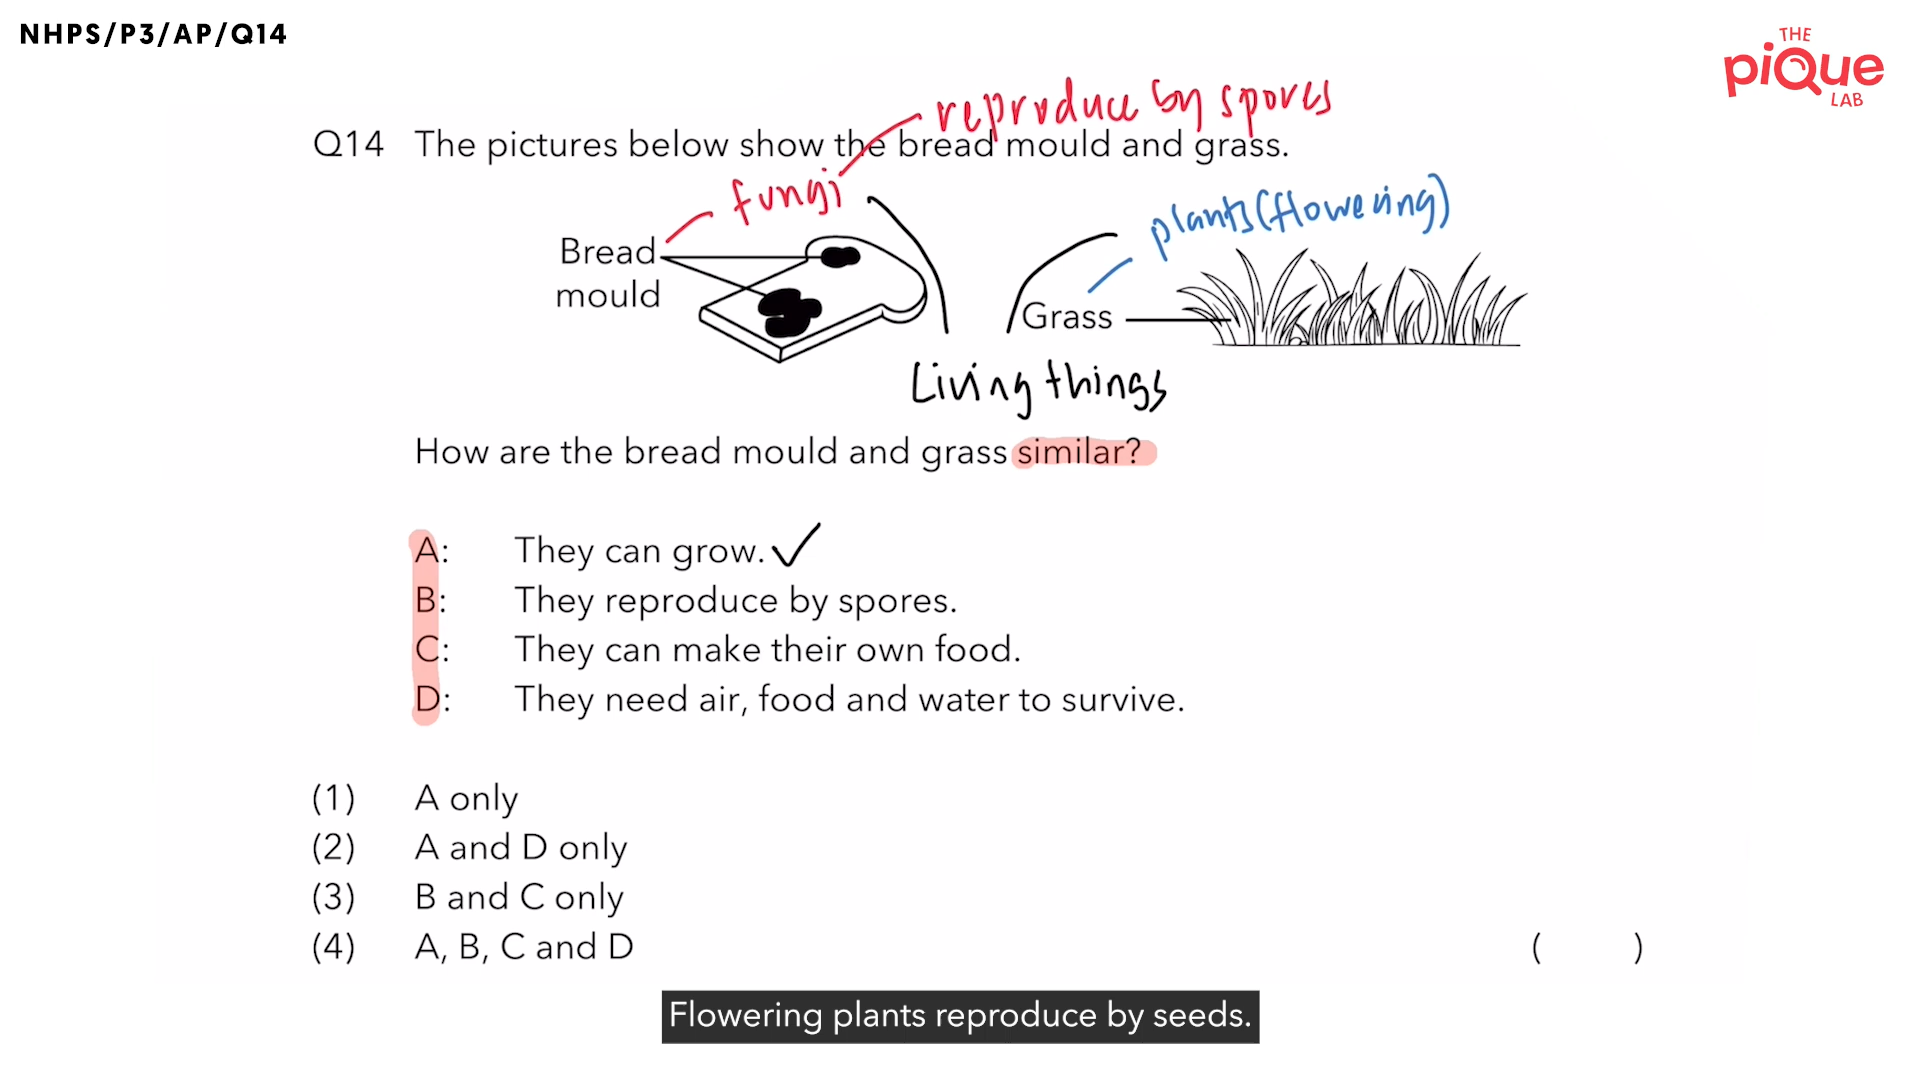 NHPS/P3/AP/Q14
THE
piQue
LAB
reproduce by spores
Q14 The pictures below show the bread mould and grass.
fungi
plants(flowering)
Bread
mould
Grass
Living things
How are the bread mould and grass similar?
A: They can grow. ✓
B: They reproduce by spores.
C: They can make their own food.
D: They need air, food and water to survive.
(1) A only
(2) A and D only
(3) B and C only
(4) A, B, C and D ( )
Flowering plants reproduce by seeds.